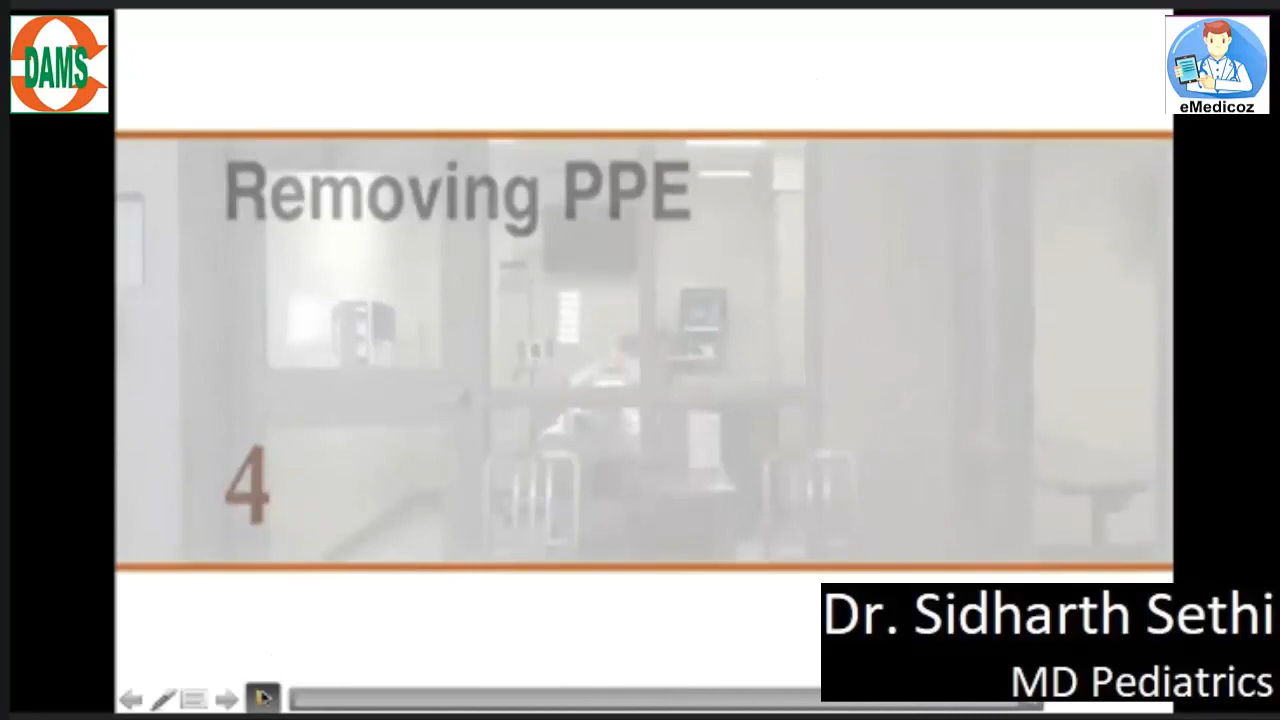 DAMS
eMedicoz
Removing PPE
4
Dr. Sidharth Sethi
MD Pediatrics